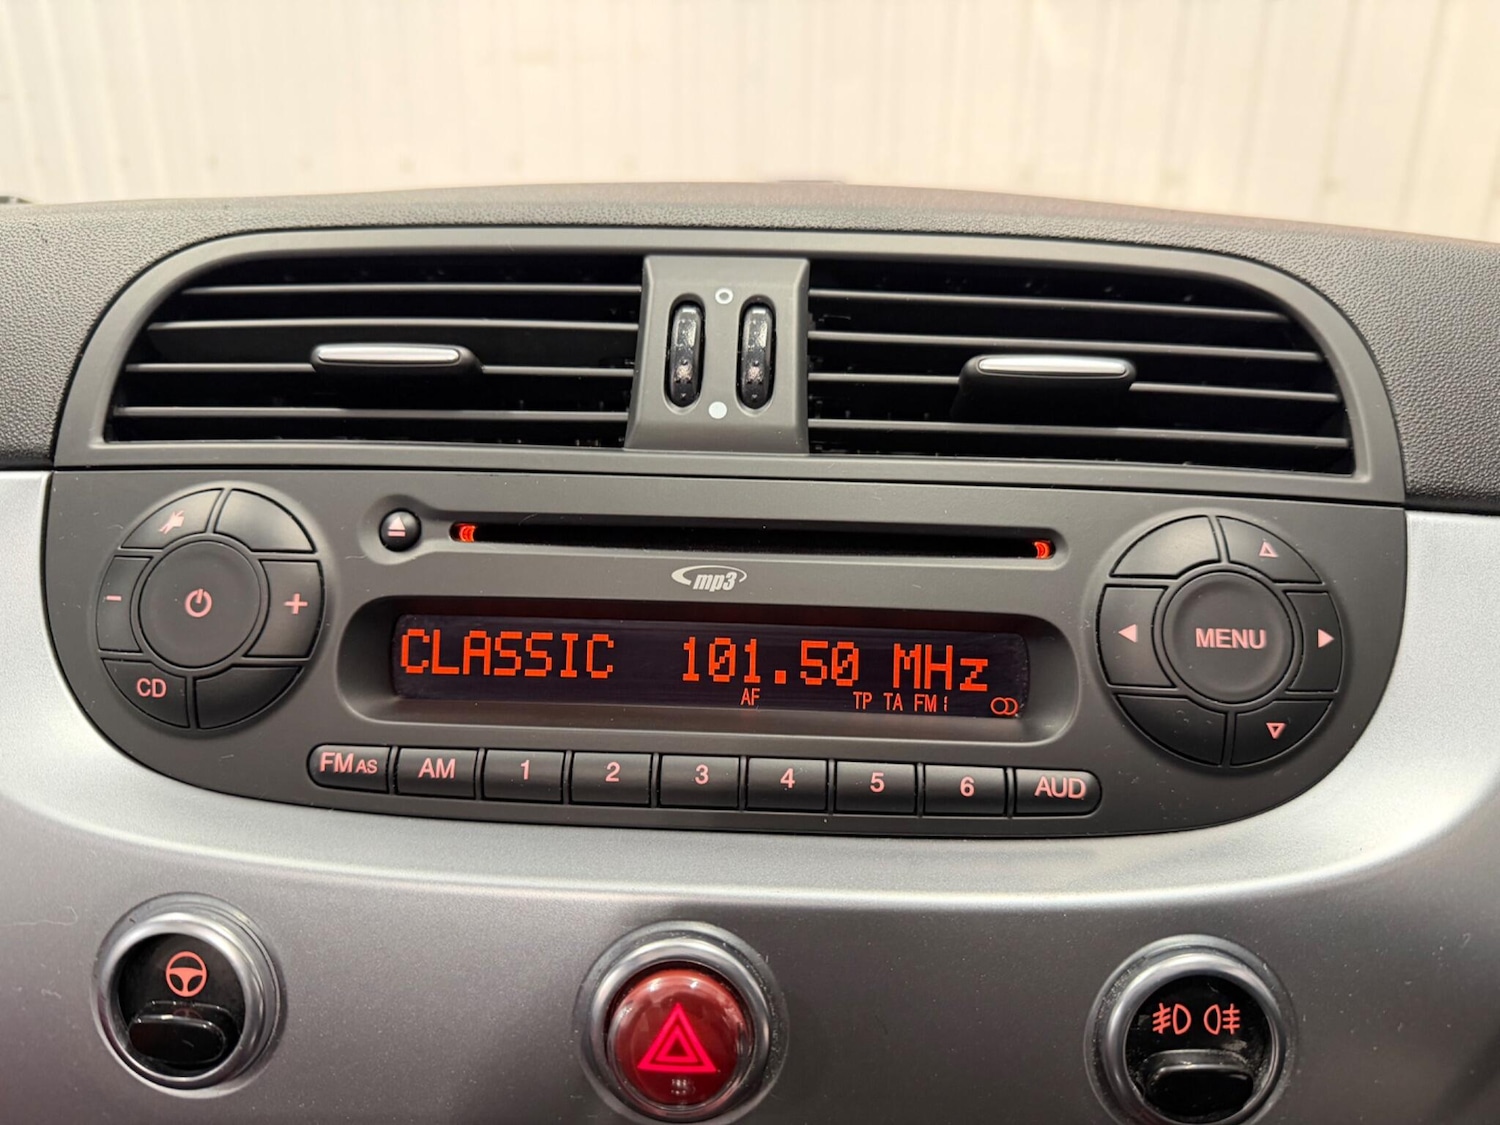 mp3
CLASSIC 101.50 MHz
AF TP TA FM1
- + CD
MENU
FM AS AM 1 2 3 4 5 6 AUD